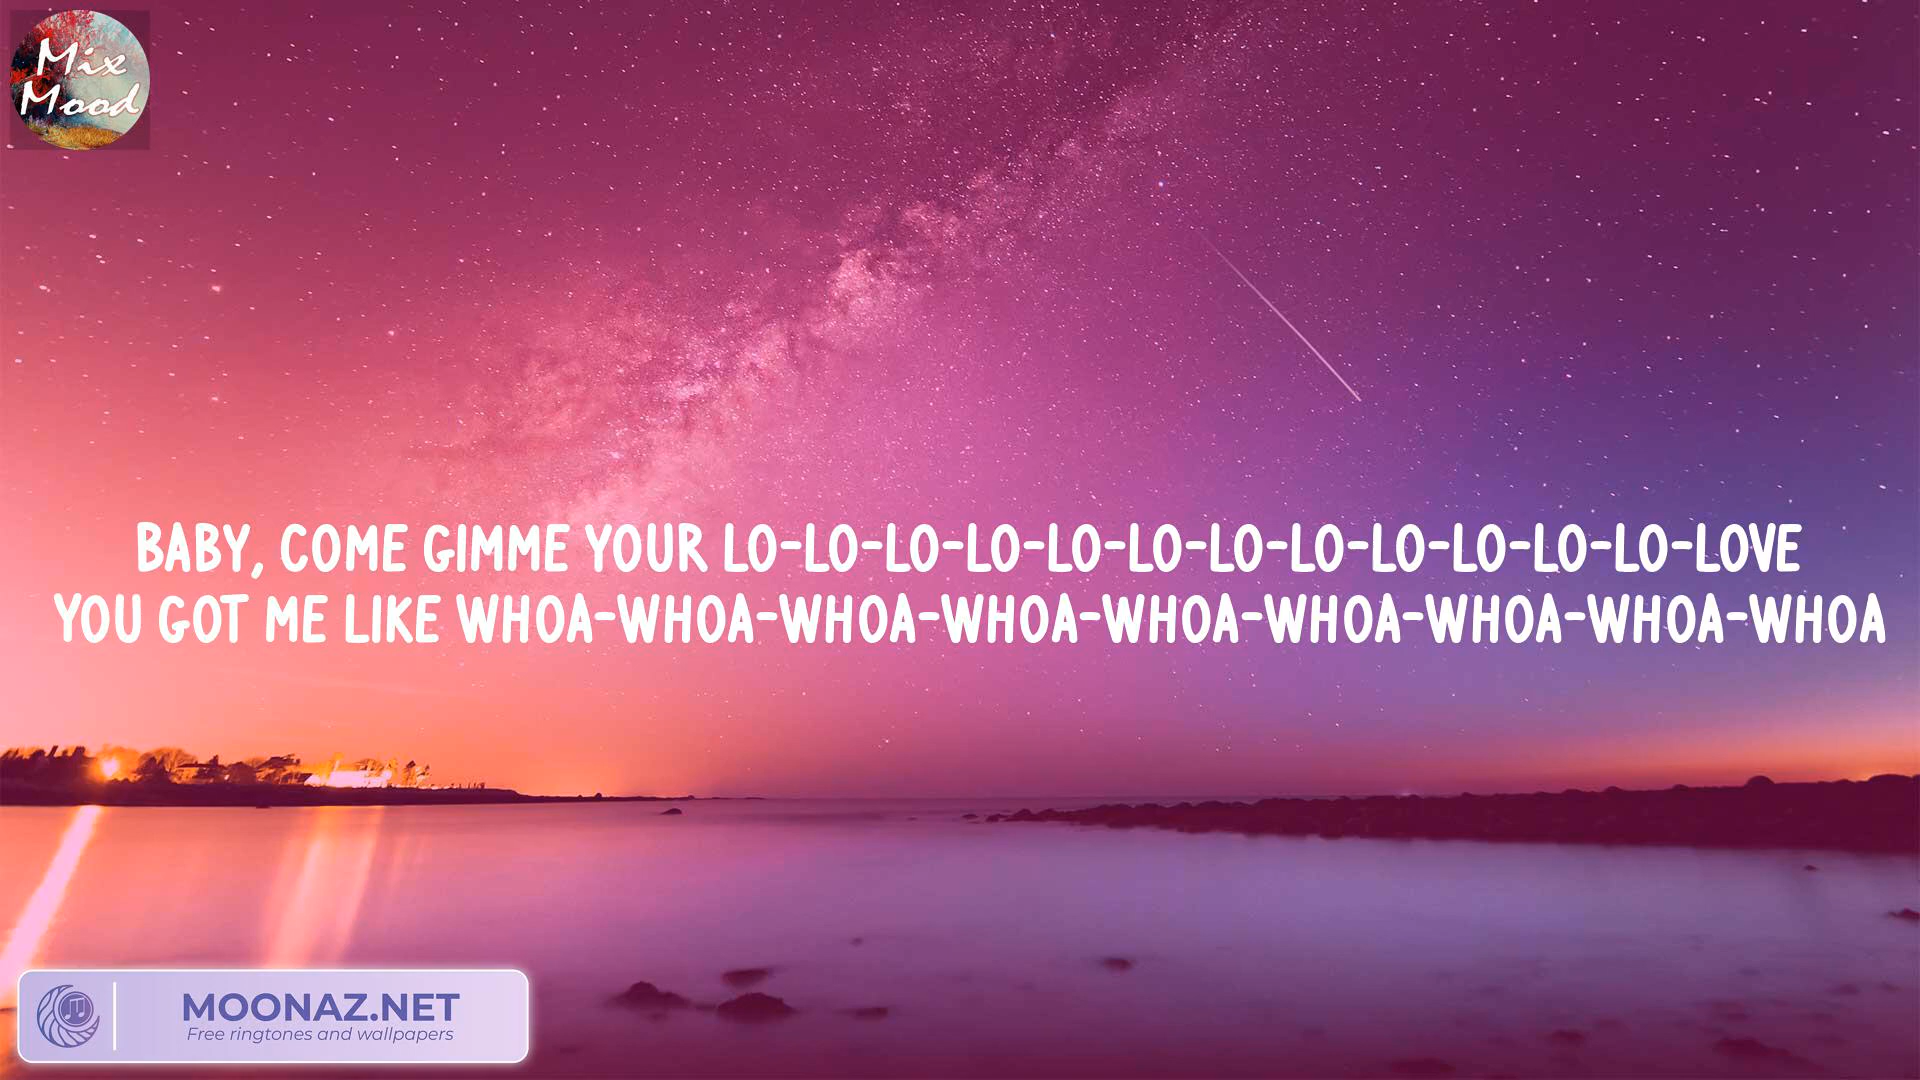 Mix
Mood
BABY, COME GIMME YOUR LO-LO-LO-LO-LO-LO-LO-LO-LO-LO-LO-LO-LOVE
YOU GOT ME LIKE WHOA-WHOA-WHOA-WHOA-WHOA-WHOA-WHOA-WHOA-WHOA
MOONAZ.NET
Free ringtones and wallpapers